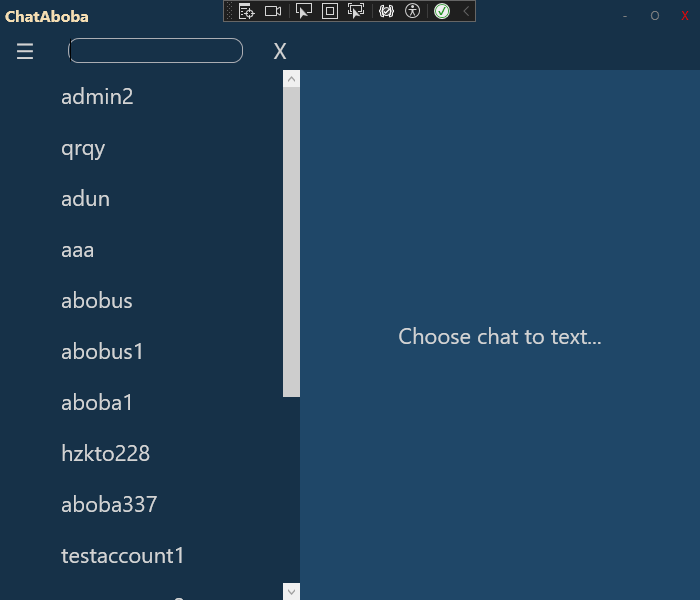 ChatAboba
- O X
☰ X
admin2
qrqy
adun
aaa
abobus
abobus1
aboba1
hzkto228
aboba337
testaccount1
Choose chat to text...